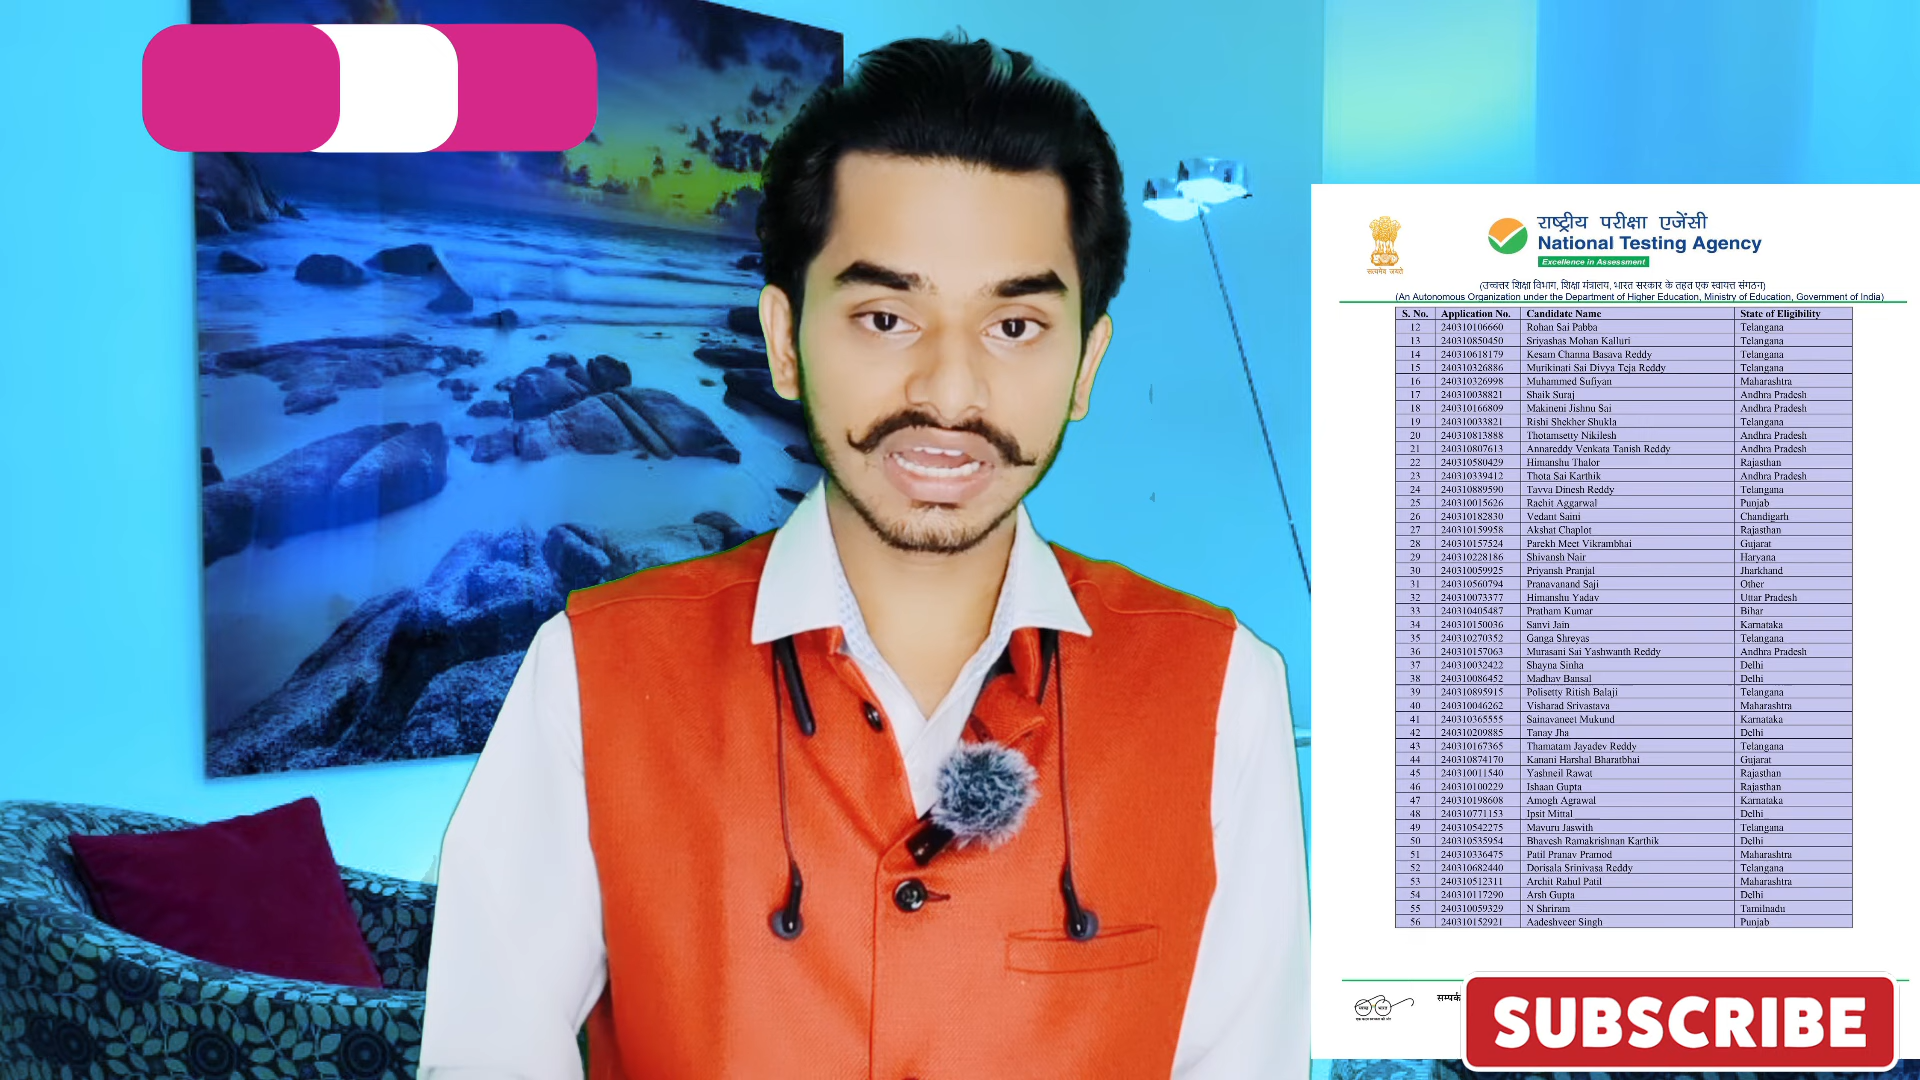 राष्ट्रीय परीक्षा एजेंसी
National Testing Agency
Excellence in Assessment
सत्यमेव जयते
(उच्चतर शिक्षा विभाग, शिक्षा मंत्रालय, भारत सरकार के तहत एक स्वायत्त संगठन)
(An Autonomous Organization under the Department of Higher Education, Ministry of Education, Government of India)
S. No. Application No. Candidate Name State of Eligibility
12 240310106660 Rohan Sai Pabba Telangana
13 240310850450 Sriyashas Mohan Kalluri Telangana
14 240310618179 Kesam Channa Basava Reddy Telangana
15 240310326886 Murikinati Sai Divya Teja Reddy Telangana
16 240310326998 Muhammed Sufiyan Maharashtra
17 240310038821 Shaik Suraj Andhra Pradesh
18 240310166809 Makineni Jishnu Sai Andhra Pradesh
19 240310033821 Rishi Shekher Shukla Telangana
20 240310813888 Thotamsetty Nikilesh Andhra Pradesh
21 240310807613 Annareddy Venkata Tanish Reddy Andhra Pradesh
22 240310580429 Himanshu Thalor Rajasthan
23 240310339412 Thota Sai Karthik Andhra Pradesh
24 240310889590 Tavva Dinesh Reddy Telangana
25 240310015626 Rachit Aggarwal Punjab
26 240310182830 Vedant Saini Chandigarh
27 240310159958 Akshat Chaplot Rajasthan
28 240310157524 Parekh Meet Vikrambhai Gujarat
29 240310228186 Shivansh Nair Haryana
30 240310059925 Priyansh Pranjal Jharkhand
31 240310560794 Pranavanand Saji Other
32 240310073377 Himanshu Yadav Uttar Pradesh
33 240310405487 Pratham Kumar Bihar
34 240310150036 Sanvi Jain Karnataka
35 240310270352 Ganga Shreyas Telangana
36 240310157063 Murasani Sai Yashwanth Reddy Andhra Pradesh
37 240310032422 Shayna Sinha Delhi
38 240310086452 Madhav Bansal Delhi
39 240310895915 Polisetty Ritish Balaji Telangana
40 240310046262 Visharad Srivastava Maharashtra
41 240310365555 Sainavaneet Mukund Karnataka
42 240310209885 Tanay Jha Delhi
43 240310167365 Thamatam Jayadev Reddy Telangana
44 240310874170 Kanani Harshal Bharatbhai Gujarat
45 240310011540 Yashneil Rawat Rajasthan
46 240310100229 Ishaan Gupta Rajasthan
47 240310198608 Amogh Agrawal Karnataka
48 240310771153 Ipsit Mittal Delhi
49 240310542275 Mavuru Jaswith Telangana
50 240310535954 Bhavesh Ramakrishnan Karthik Delhi
51 240310336475 Patil Pranav Pramod Maharashtra
52 240310682440 Dorisala Srinivasa Reddy Telangana
53 240310512311 Archit Rahul Patil Maharashtra
54 240310117290 Arsh Gupta Delhi
55 240310059329 N Shriram Tamilnadu
56 240310152921 Aadeshveer Singh Punjab
सम्पर्क
SUBSCRIBE